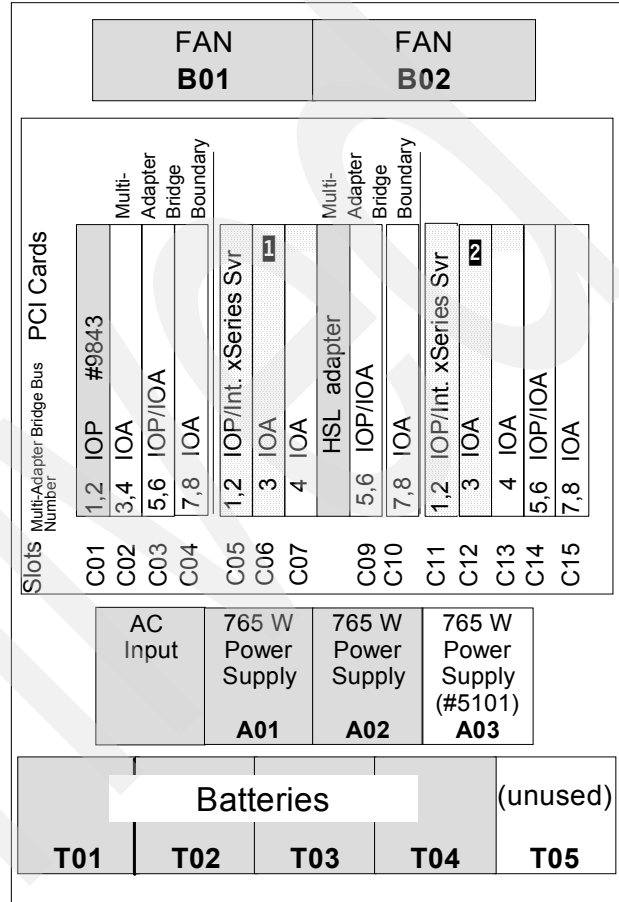 FAN
B01
FAN
B02
Slots
Multi-Adapter Bridge Bus
Number
PCI Cards
C01 1,2 IOP #9843
C02 3,4 IOA
C03 5,6 IOP/IOA
C04 7,8 IOA
Multi-
Adapter
Bridge
Boundary
C05 1,2 IOP/Int. xSeries Svr
C06 3 IOA 1
C07 4 IOA
HSL adapter
C09 5,6 IOP/IOA
C10 7,8 IOA
Multi-
Adapter
Bridge
Boundary
C11 1,2 IOP/Int. xSeries Svr
C12 3 IOA 2
C13 4 IOA
C14 5,6 IOP/IOA
C15 7,8 IOA
AC
Input
765 W
Power
Supply
A01
765 W
Power
Supply
A02
765 W
Power
Supply
(#5101)
A03
Batteries
(unused)
T01
T02
T03
T04
T05